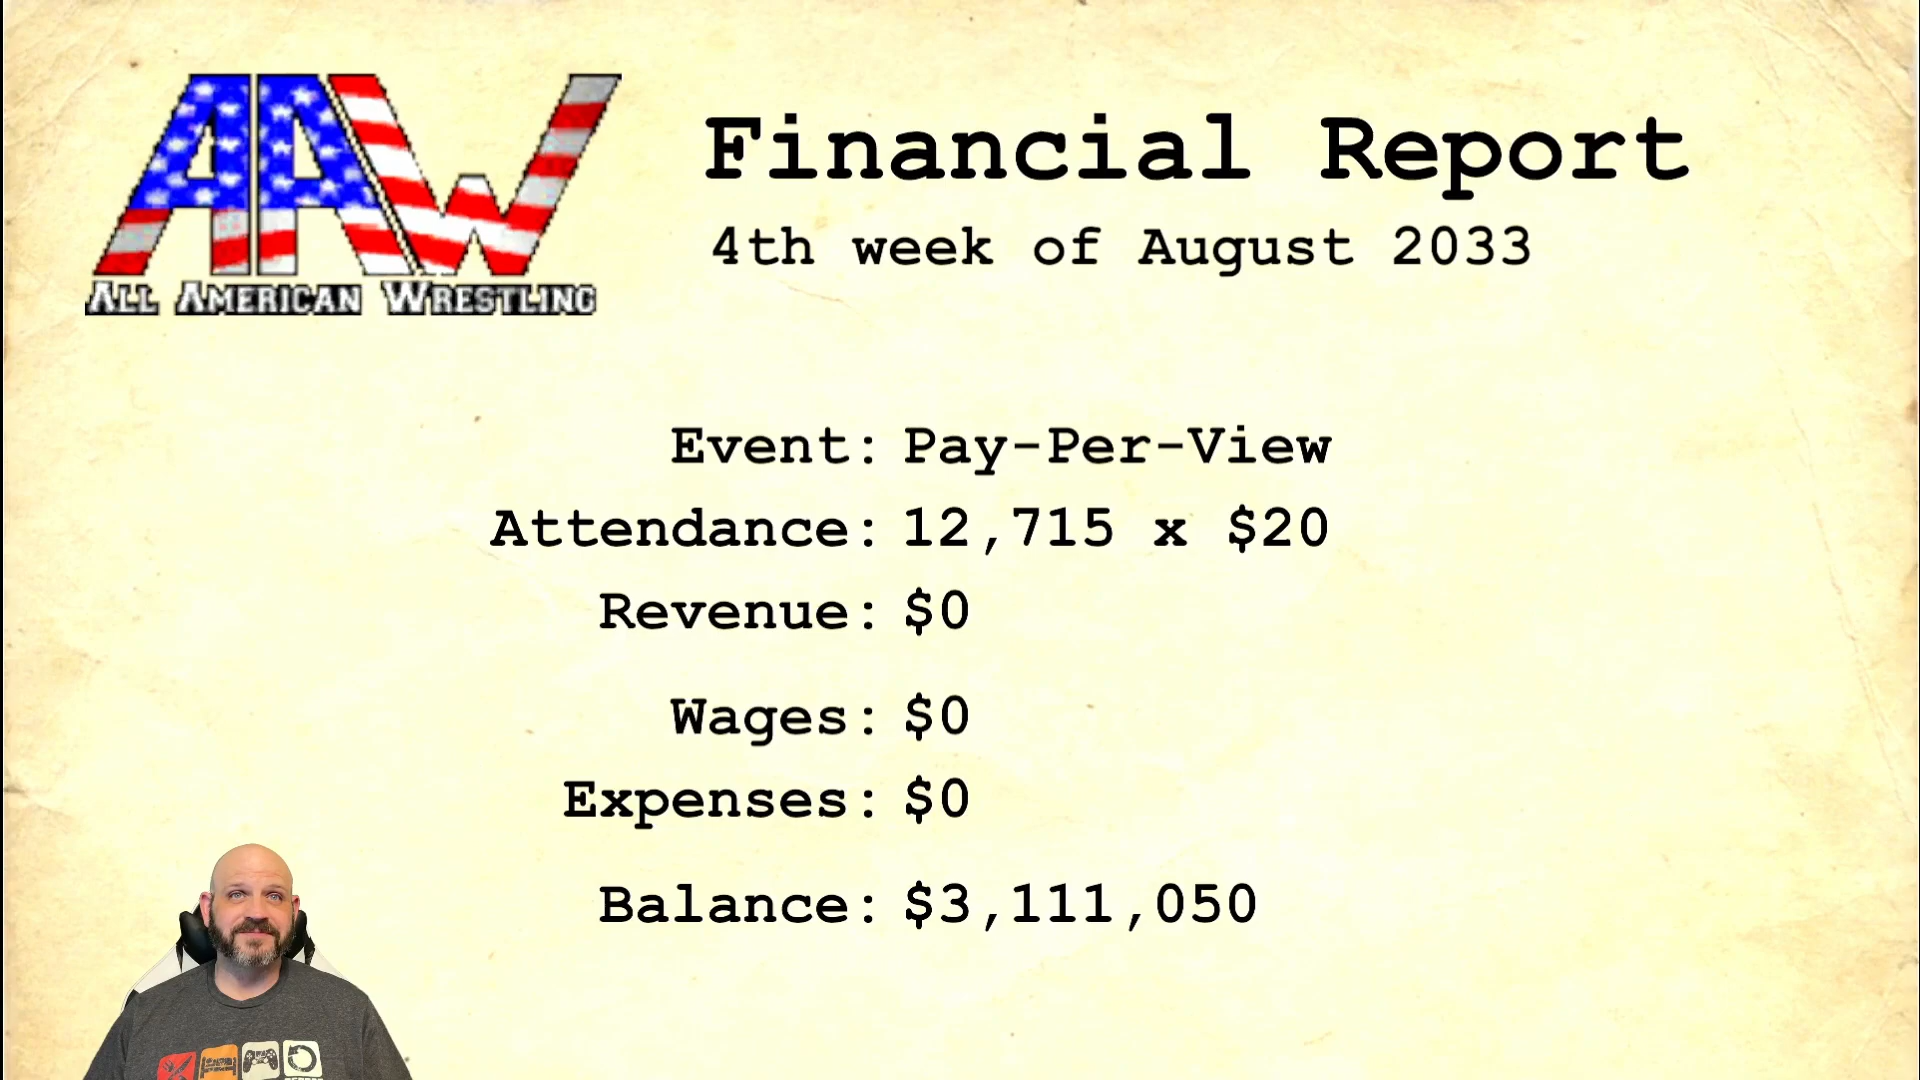 AAW
ALL AMERICAN WRESTLING
Financial Report
4th week of August 2033
Event: Pay-Per-View
Attendance: 12,715 x $20
Revenue: $0
Wages: $0
Expenses: $0
Balance: $3,111,050